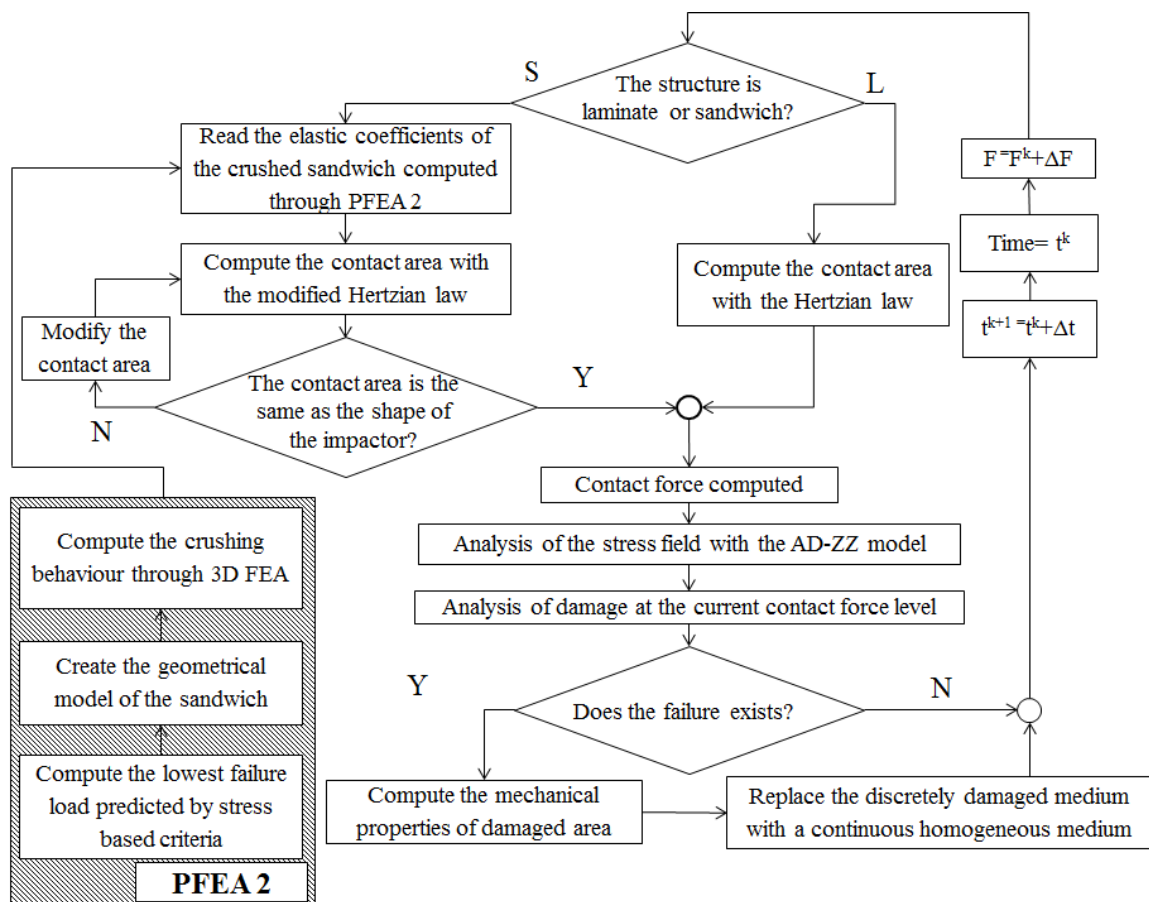 S
The structure is
laminate or sandwich?
L
Read the elastic coefficients of
the crushed sandwich computed
through PFEA 2
F =F^k+ΔF
Time= t^k
t^k+1 =t^k+Δt
Compute the contact area with
the modified Hertzian law
Compute the contact area
with the Hertzian law
Modify the
contact area
The contact area is the
same as the shape of
the impactor?
Y
N
Contact force computed
Analysis of the stress field with the AD-ZZ model
Analysis of damage at the current contact force level
Y
Does the failure exists?
N
Compute the mechanical
properties of damaged area
Replace the discretely damaged medium
with a continuous homogeneous medium
Compute the crushing
behaviour through 3D FEA
Create the geometrical
model of the sandwich
Compute the lowest failure
load predicted by stress
based criteria
PFEA 2